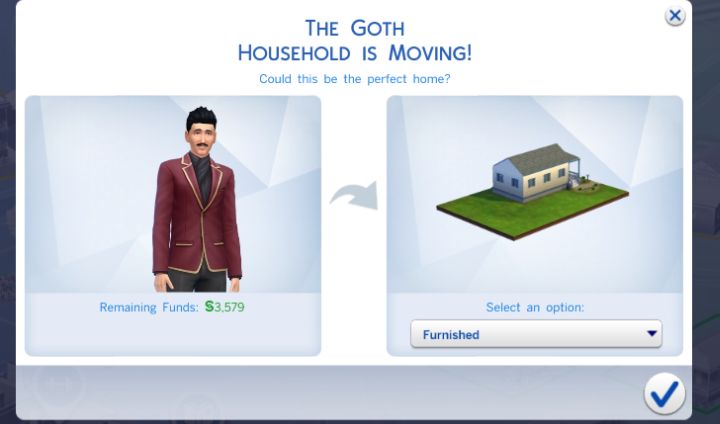 The Goth
Household is Moving!
Could this be the perfect home?
Remaining Funds: §3,579
Select an option:
Furnished